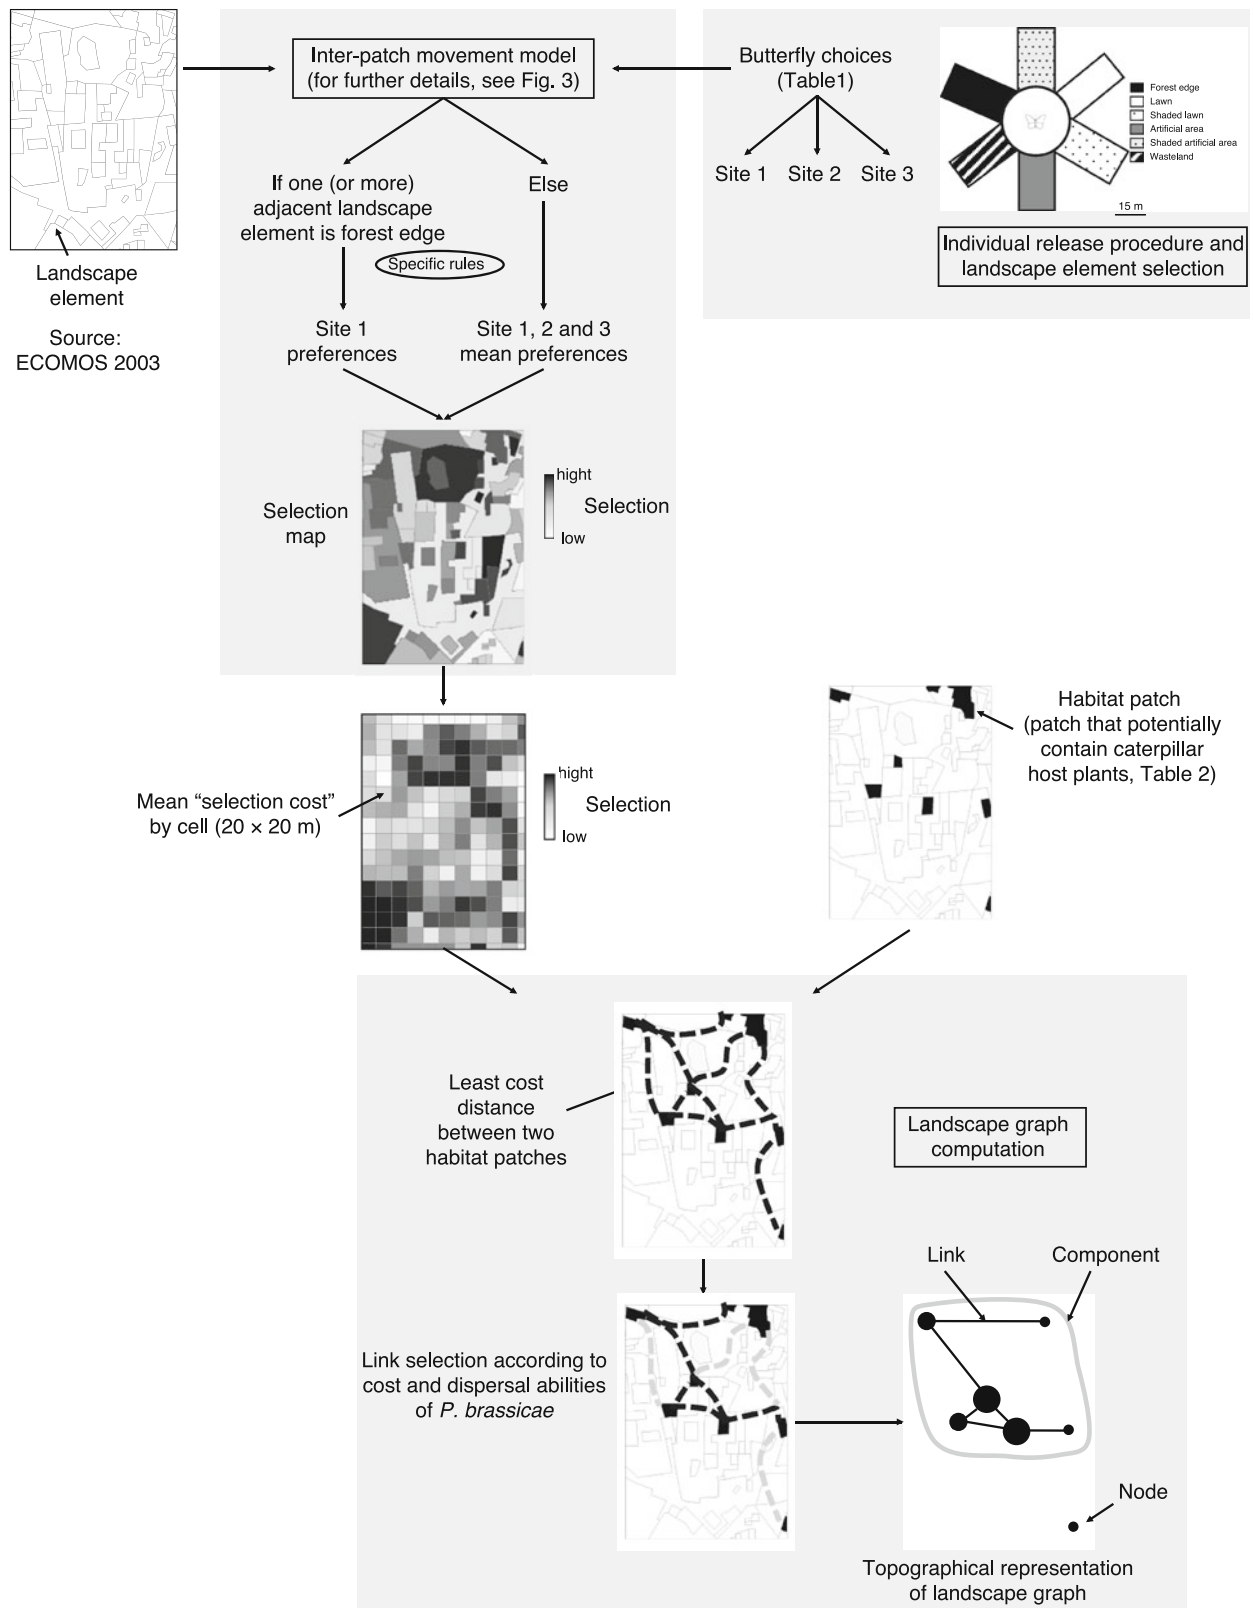 Inter-patch movement model
(for further details, see Fig. 3)
Butterfly choices
(Table1)
Site 1
Site 2
Site 3
Forest edge
Lawn
Shaded lawn
Artificial area
Shaded artificial area
Wasteland
15 m
Individual release procedure and
landscape element selection
Landscape
element
Source:
ECOMOS 2003
If one (or more)
adjacent landscape
element is forest edge
Else
Specific rules
Site 1
preferences
Site 1, 2 and 3
mean preferences
Selection
map
hight
Selection
low
Mean “selection cost”
by cell (20 × 20 m)
hight
Selection
low
Habitat patch
(patch that potentially
contain caterpillar
host plants, Table 2)
Least cost
distance
between two
habitat patches
Landscape graph
computation
Link selection according to
cost and dispersal abilities
of P. brassicae
Link
Component
Node
Topographical representation
of landscape graph